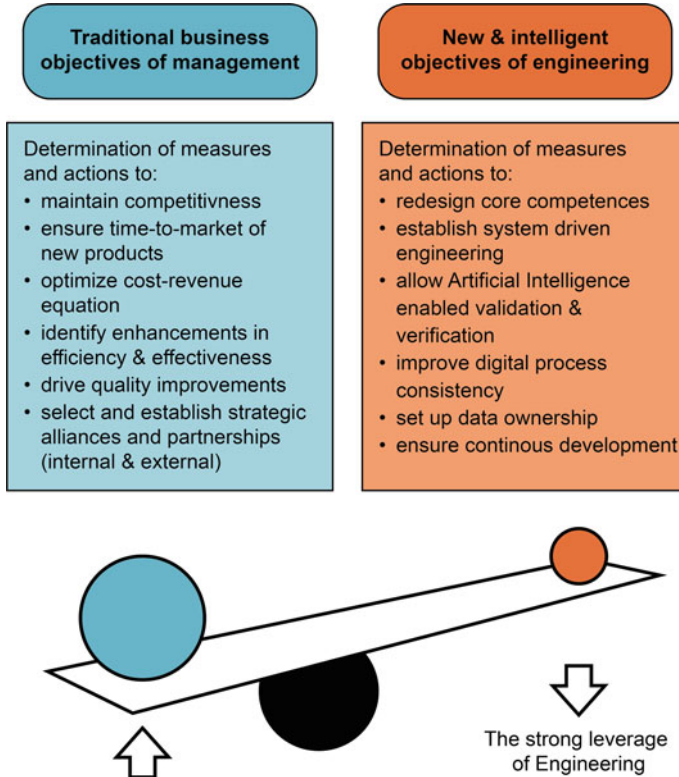 Traditional business
objectives of management
New & intelligent
objectives of engineering
Determination of measures
and actions to:
• maintain competitivness
• ensure time-to-market of
new products
• optimize cost-revenue
equation
• identify enhancements in
efficiency & effectiveness
• drive quality improvements
• select and establish strategic
alliances and partnerships
(internal & external)
Determination of measures
and actions to:
• redesign core competences
• establish system driven
engineering
• allow Artificial Intelligence
enabled validation &
verification
• improve digital process
consistency
• set up data ownership
• ensure continous development
The strong leverage
of Engineering